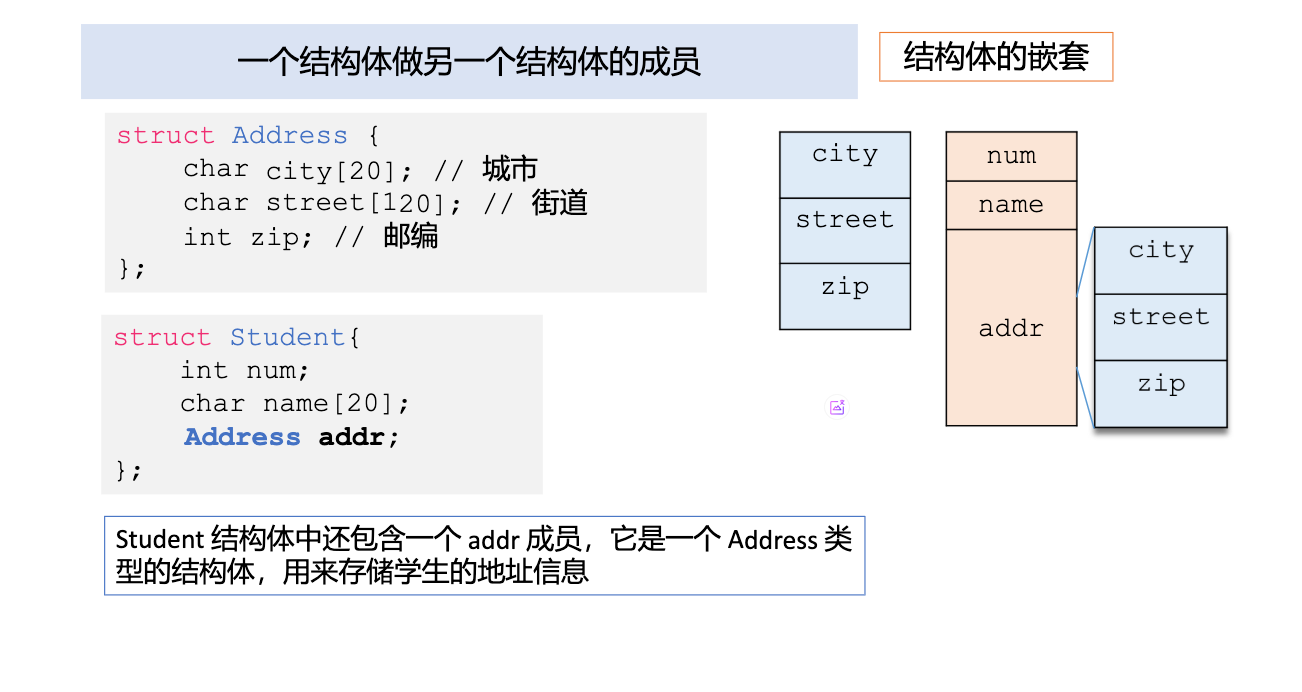 一个结构体做另一个结构体的成员
结构体的嵌套
struct Address {
char city[20]; // 城市
char street[120]; // 街道
int zip; // 邮编
};
struct Student{
int num;
char name[20];
Address addr;
};
city
street
zip
num
name
addr
city
street
zip
Student 结构体中还包含一个 addr 成员，它是一个 Address 类
型的结构体，用来存储学生的地址信息